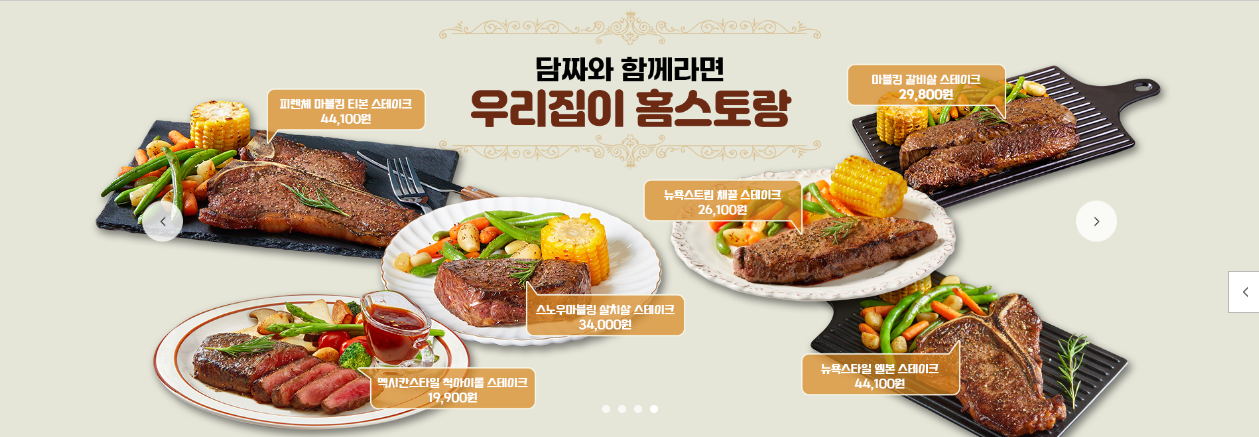 담짜와 함께라면
우리집이 홈스토랑
피렌체 마블킹 티본 스테이크
44,100원
마블킹 갈비살 스테이크
29,800원
뉴욕스트립 채끝 스테이크
26,100원
스노우마블링 살치살 스테이크
34,000원
멕시칸스타일 척아이롤 스테이크
19,900원
뉴욕스타일 엘본 스테이크
44,100원